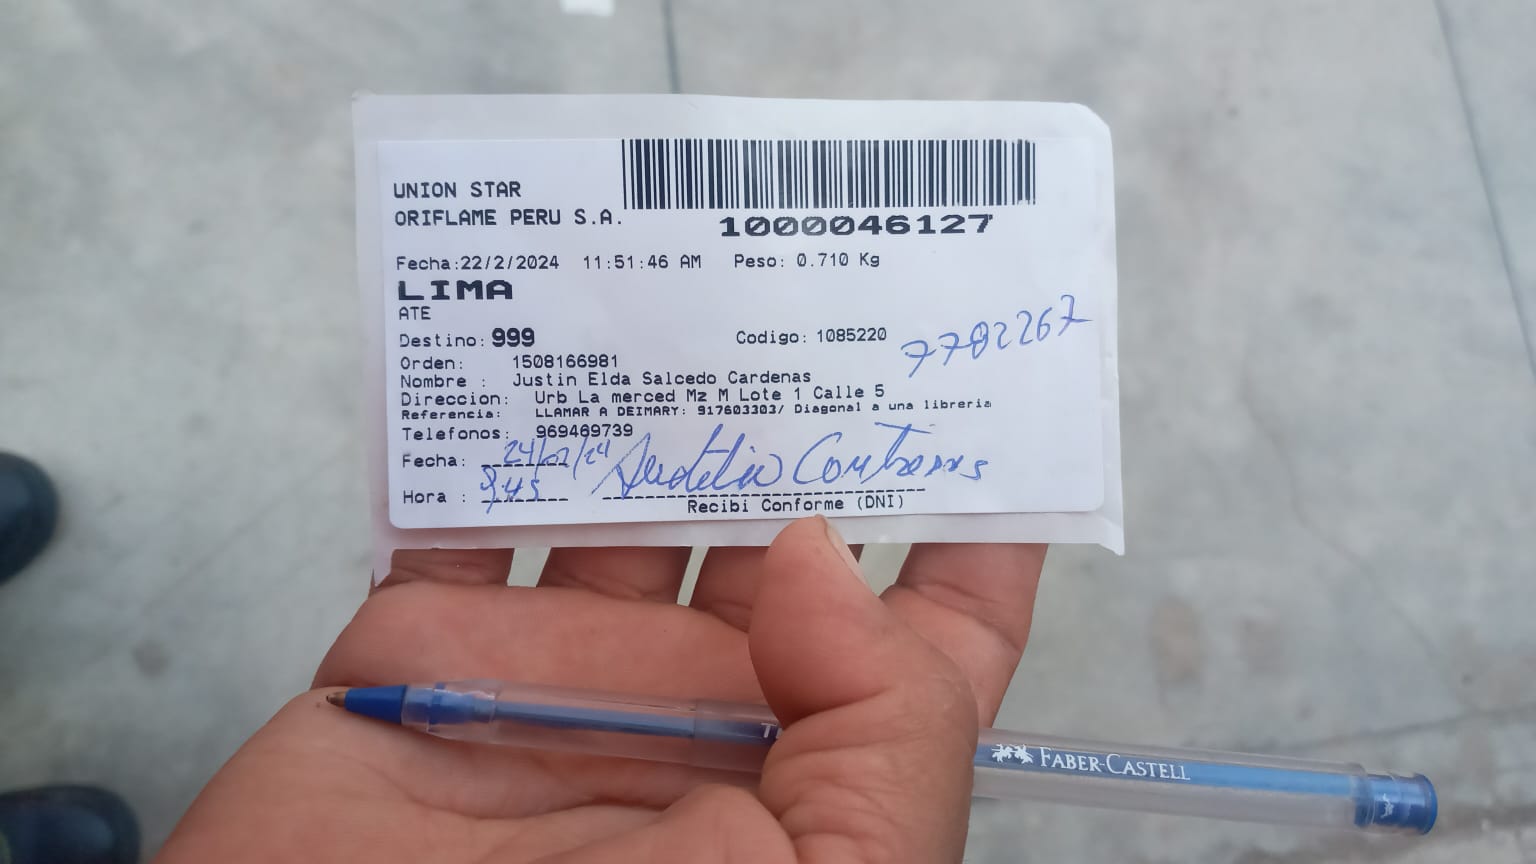 UNION STAR
ORIFLAME PERU S.A.
1000046127
Fecha:22/2/2024 11:51:46 AM Peso: 0.710 Kg
LIMA
ATE
Destino: 999 Codigo: 1085220
7782267
Orden: 1508166981
Nombre : Justin Elda Salcedo Cardenas
Direccion: Urb La merced Mz M Lote 1 Calle 5
Referencia: LLAMAR A DEIMARY: 917603303/ Diagonal a una libreria
Telefonos: 969469739
Fecha: 24/02/24
Hora : 9:45 Contreras
Recibi Conforme (DNI)
FABER-CASTELL